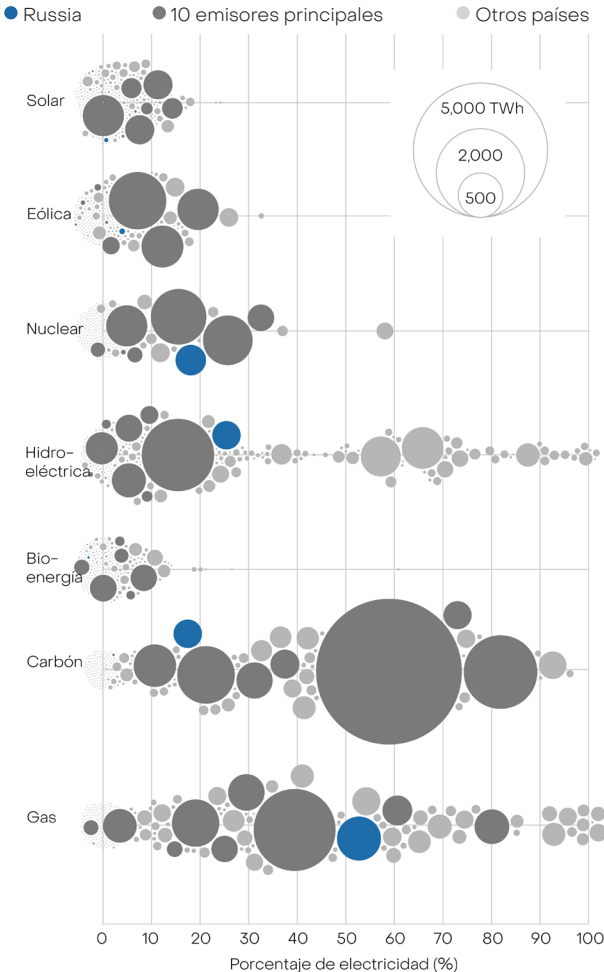 Russia
10 emisores principales
Otros países
Solar
5,000 TWh
2,000
500
Eólica
Nuclear
Hidro–
eléctrica
Bio–
energía
Carbón
Gas
0 10 20 30 40 50 60 70 80 90 100
Porcentaje de electricidad (%)